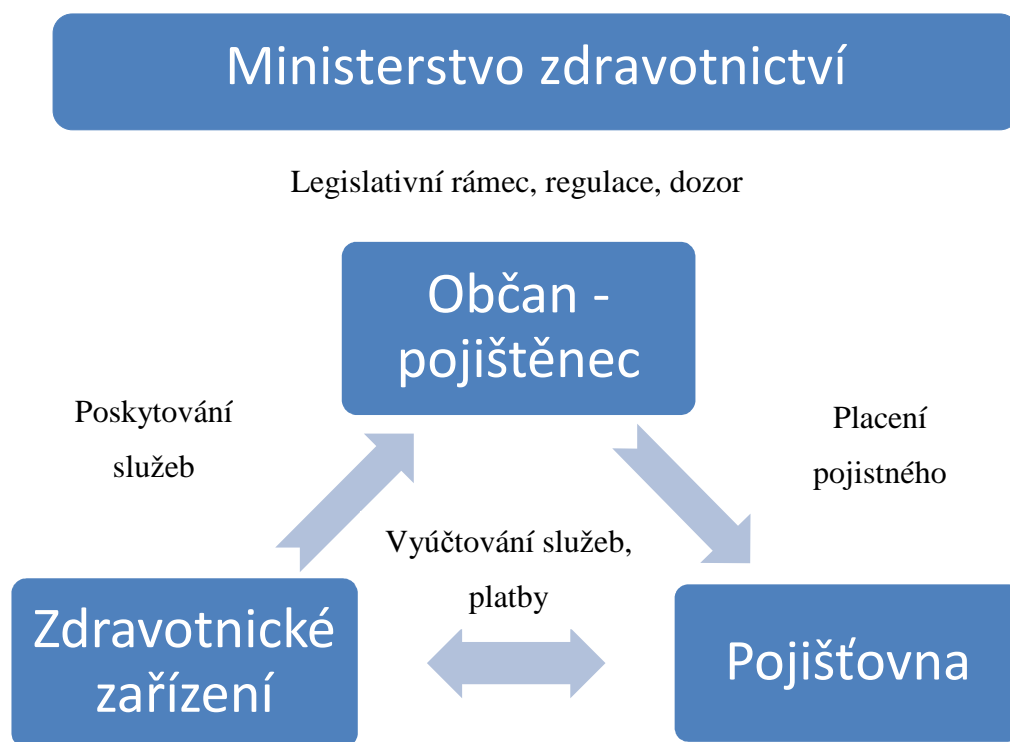 Ministerstvo zdravotnictví
Legislativní rámec, regulace, dozor
Občan -
pojištěnec
Poskytování
služeb
Placení
pojistného
Vyúčtování služeb,
platby
Zdravotnické
zařízení
Pojišťovna